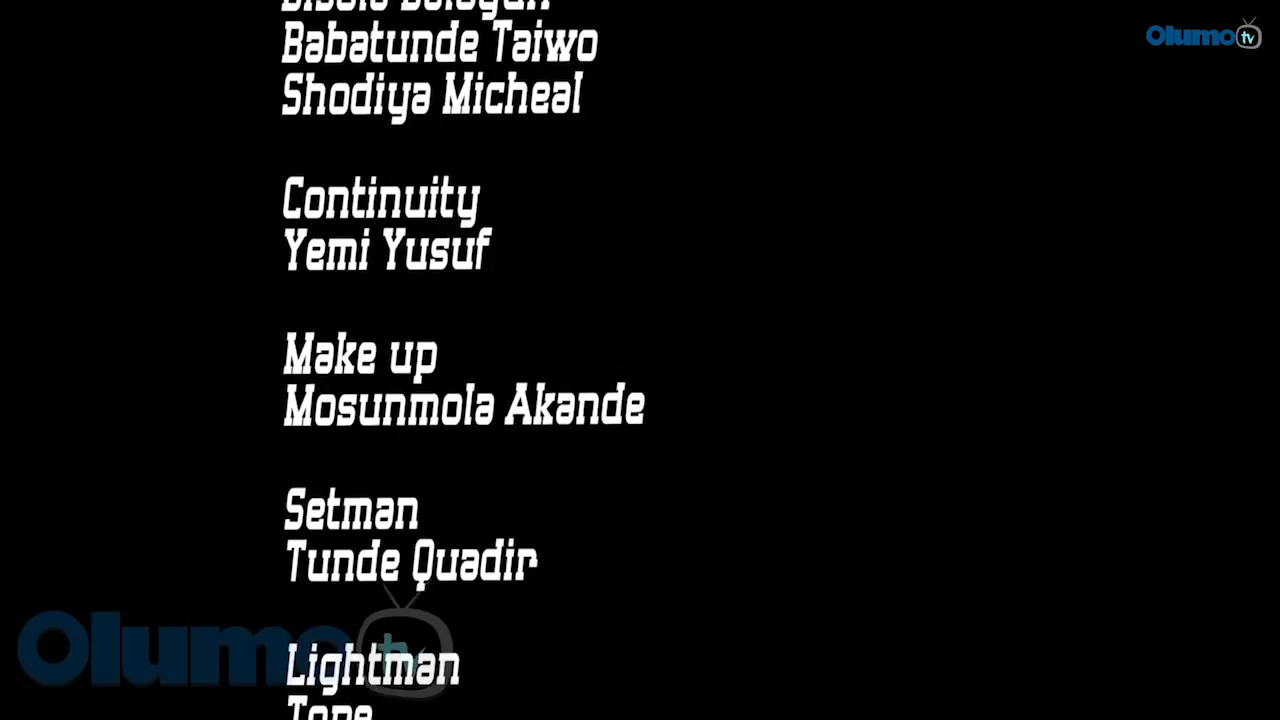 Babatunde Taiwo
Shodiya Micheal
Continuity
Yemi Yusuf
Make up
Mosunmola Akande
Setman
Tunde Quadir
Lightman
Tope
Olumo tv
Olumo tv